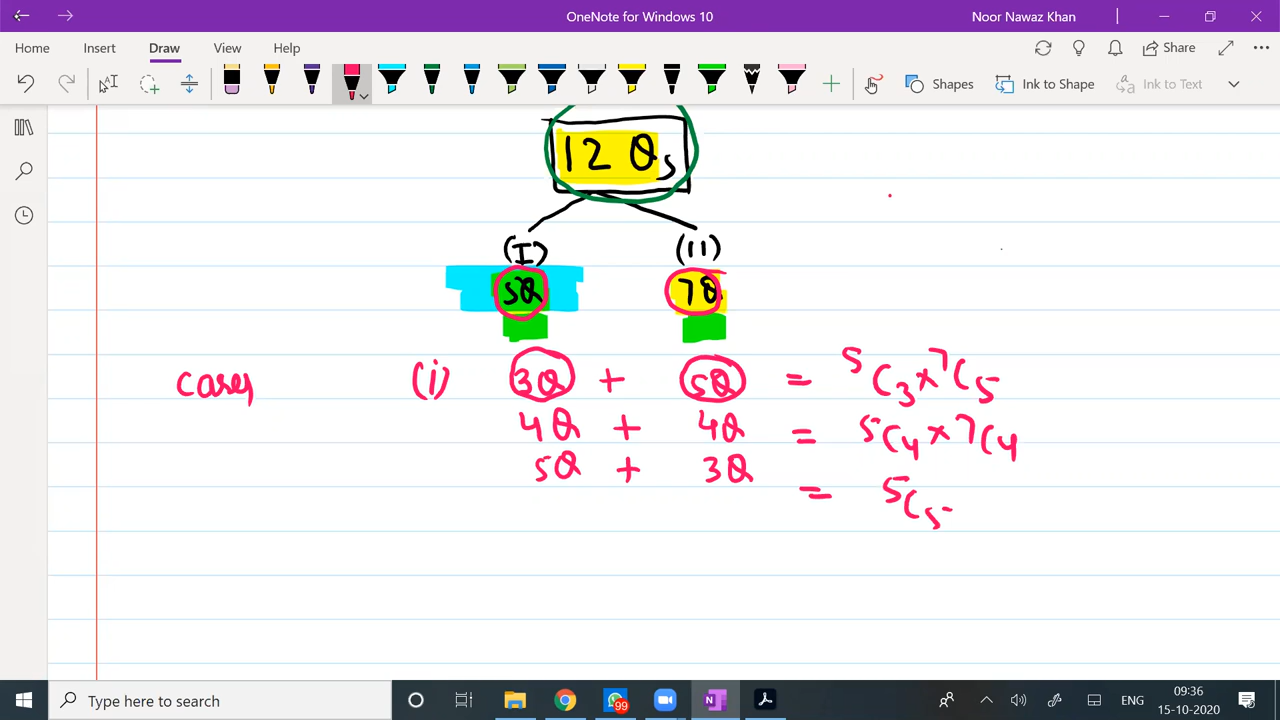 OneNote for Windows 10
Noor Nawaz Khan
Home Insert Draw View Help
Share
Shapes Ink to Shape Ink to Text
12 Qs
(I) (II)
5Q 7Q
cases (i) 3Q + 5Q = ⁵C₃×⁷C₅
4Q + 4Q = ⁵C₄×⁷C₄
5Q + 3Q
= ⁵C₅
Type here to search
99
ENG
09:36
15-10-2020